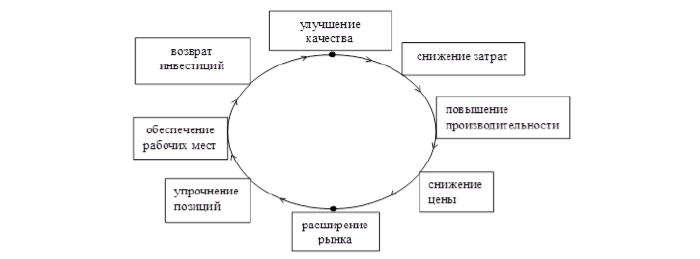 улучшение
качества
снижение затрат
повышение
производительности
снижение
цены
расширение
рынка
упрочнение
позиций
обеспечение
рабочих мест
возврат
инвестиций